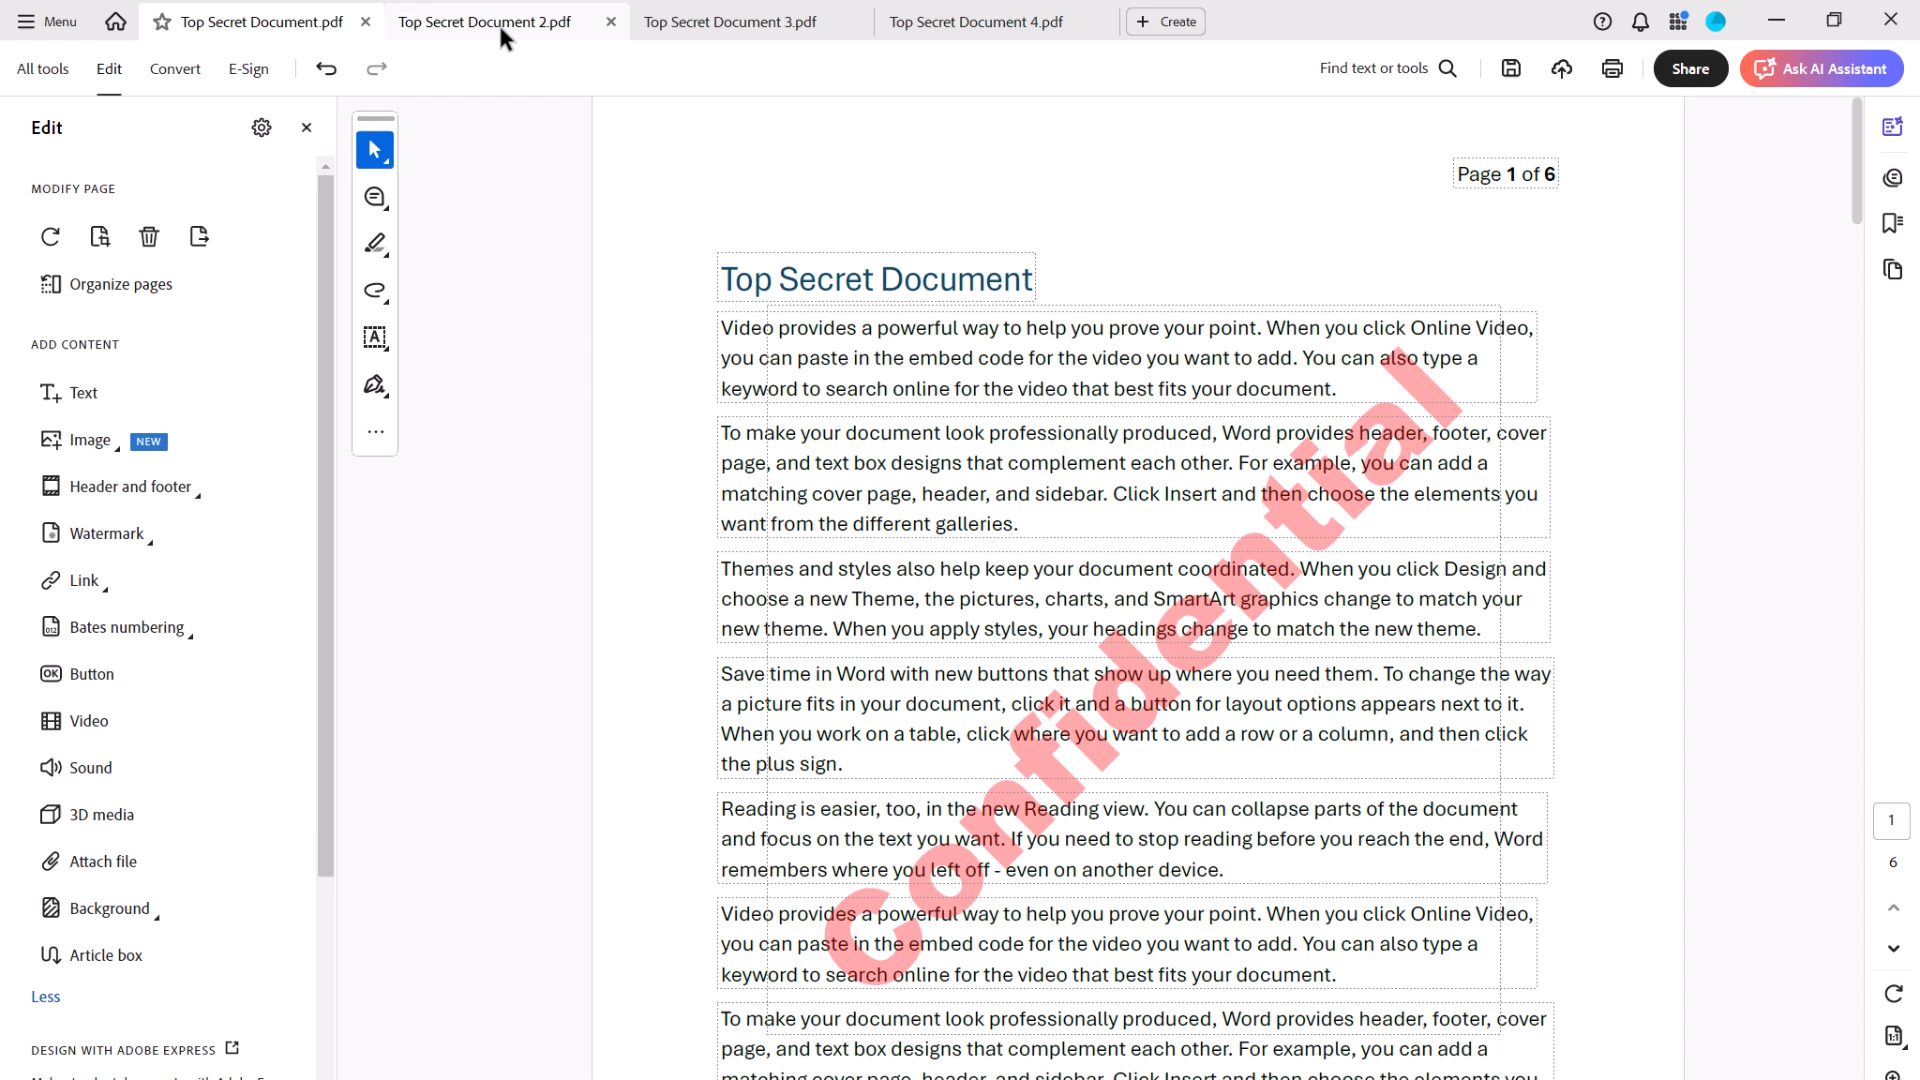 Menu
Top Secret Document.pdf
Top Secret Document 2.pdf
Top Secret Document 3.pdf
Top Secret Document 4.pdf
Create
All tools
Edit
Convert
E-Sign
Find text or tools
Share
Ask AI Assistant
Edit
MODIFY PAGE
Organize pages
ADD CONTENT
Text
Image
NEW
Header and footer
Watermark
Link
Bates numbering
OK
Button
Video
Sound
3D media
Attach file
Background
Article box
Less
DESIGN WITH ADOBE EXPRESS
Page 1 of 6
Top Secret Document
Video provides a powerful way to help you prove your point. When you click Online Video,
you can paste in the embed code for the video you want to add. You can also type a
keyword to search online for the video that best fits your document.
To make your document look professionally produced, Word provides header, footer, cover
page, and text box designs that complement each other. For example, you can add a
matching cover page, header, and sidebar. Click Insert and then choose the elements you
want from the different galleries.
Themes and styles also help keep your document coordinated. When you click Design and
choose a new Theme, the pictures, charts, and SmartArt graphics change to match your
new theme. When you apply styles, your headings change to match the new theme.
Save time in Word with new buttons that show up where you need them. To change the way
a picture fits in your document, click it and a button for layout options appears next to it.
When you work on a table, click where you want to add a row or a column, and then click
the plus sign.
Reading is easier, too, in the new Reading view. You can collapse parts of the document
and focus on the text you want. If you need to stop reading before you reach the end, Word
remembers where you left off - even on another device.
Video provides a powerful way to help you prove your point. When you click Online Video,
you can paste in the embed code for the video you want to add. You can also type a
keyword to search online for the video that best fits your document.
To make your document look professionally produced, Word provides header, footer, cover
page, and text box designs that complement each other. For example, you can add a
matching cover page, header, and sidebar. Click Insert and then choose the elements you
Confidential
1
6